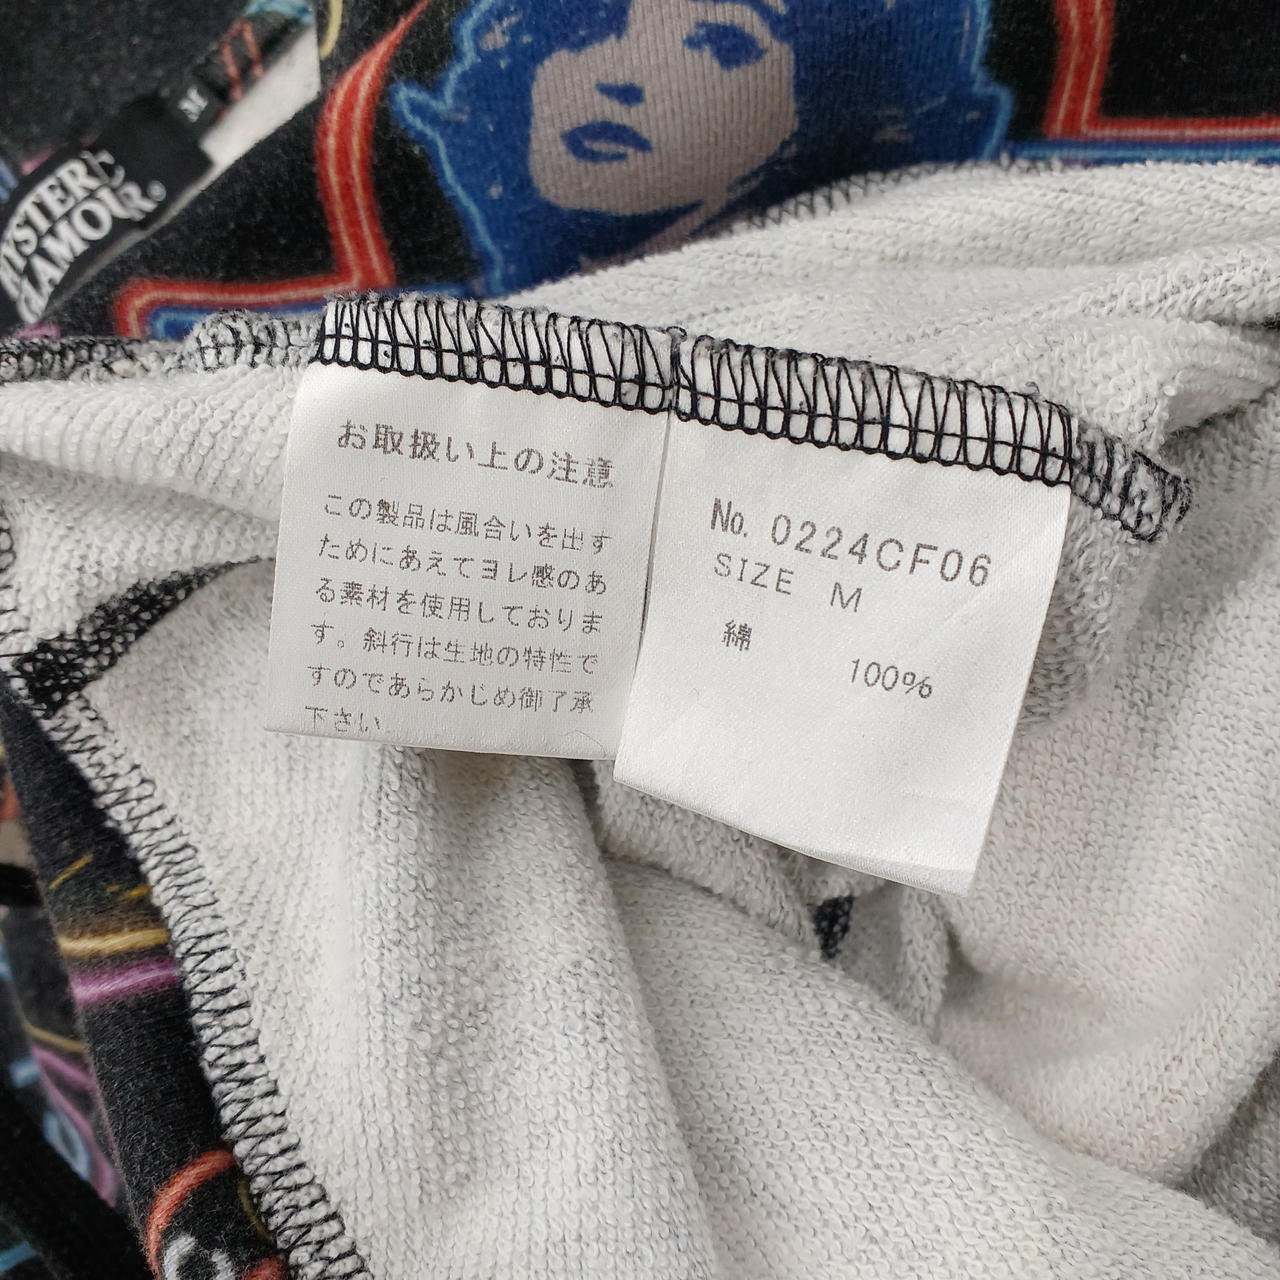 M
HYSTERIC
GLAMOUR®
お取扱い上の注意
この製品は風合いを出す
ためにあえてヨレ感のあ
る素材を使用しておりま
す。斜行は生地の特性で
すのであらかじめ御了承
下さい
No. 0224CF06
SIZE M
綿
100%